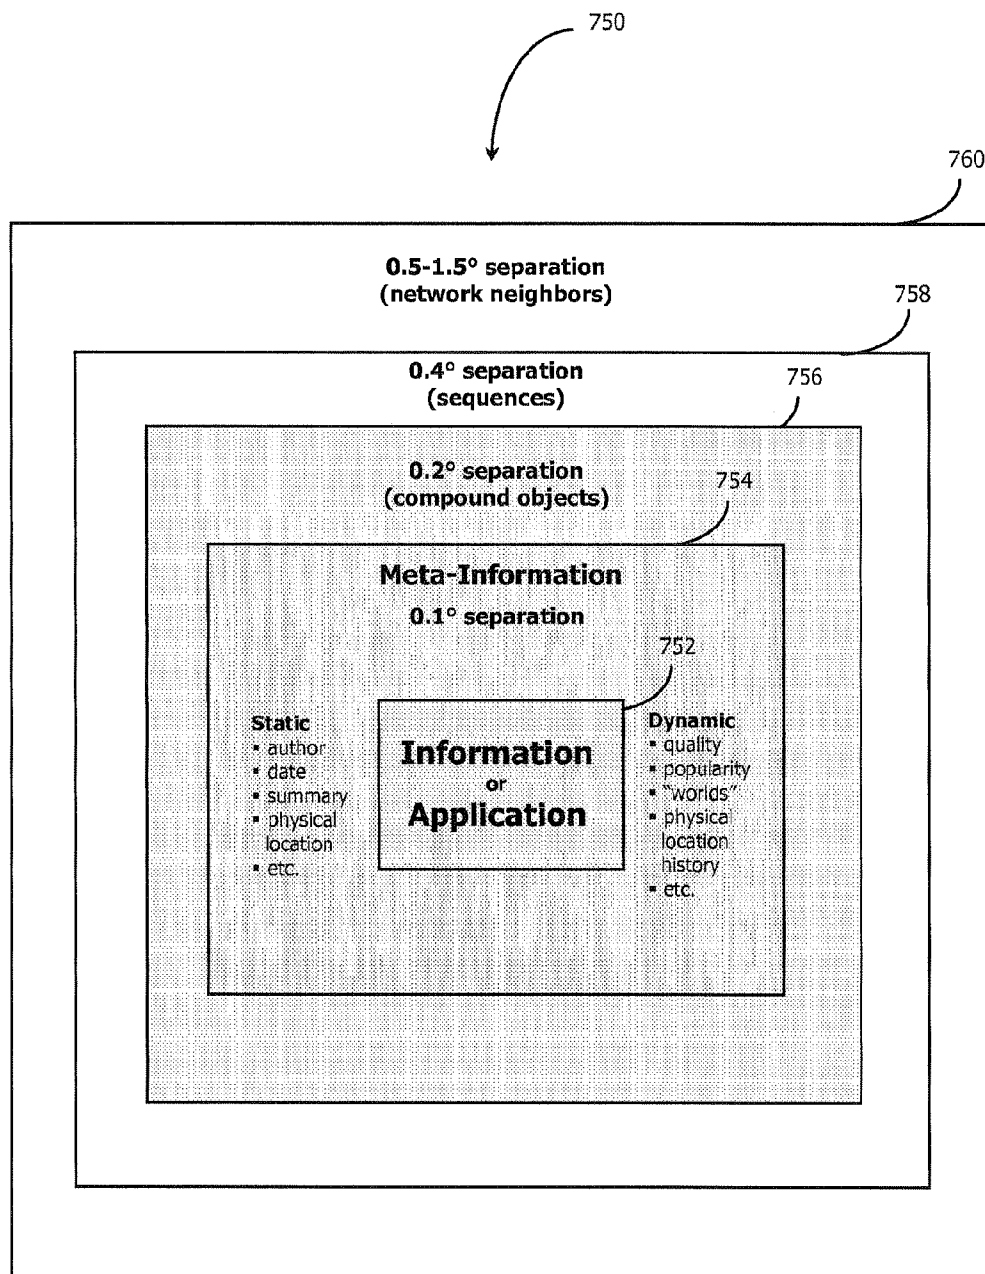 750
760
0.5-1.5° separation
(network neighbors)
758
0.4° separation
(sequences)
756
0.2° separation
(compound objects)
754
Meta-Information
0.1° separation
752
Static
▪ author
▪ date
▪ summary
▪ physical
location
▪ etc.
Information
or
Application
Dynamic
▪ quality
▪ popularity
▪ "worlds"
▪ physical
location
history
▪ etc.